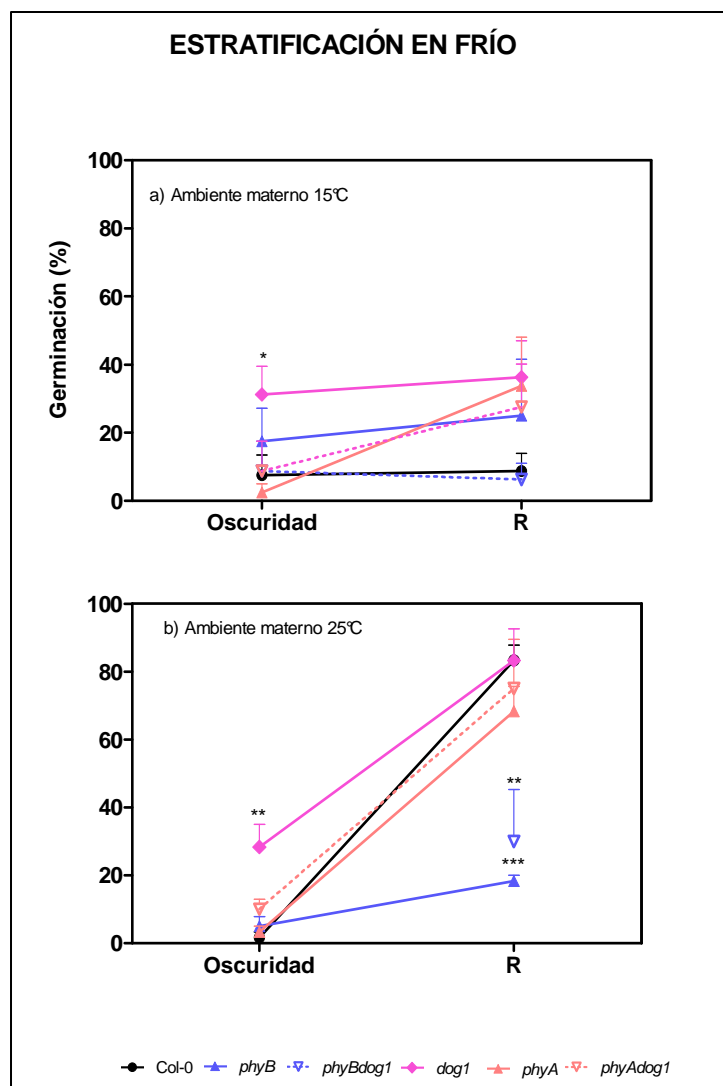 ESTRATIFICACIÓN EN FRÍO
a) Ambiente materno 15℃
Germinación (%)
100
80
60
40
20
0
*
Oscuridad R
b) Ambiente materno 25℃
100
80
60
40
20
0
**
**
***
Oscuridad R
Col-0 phyB phyBdog1 dog1 phyA phyAdog1